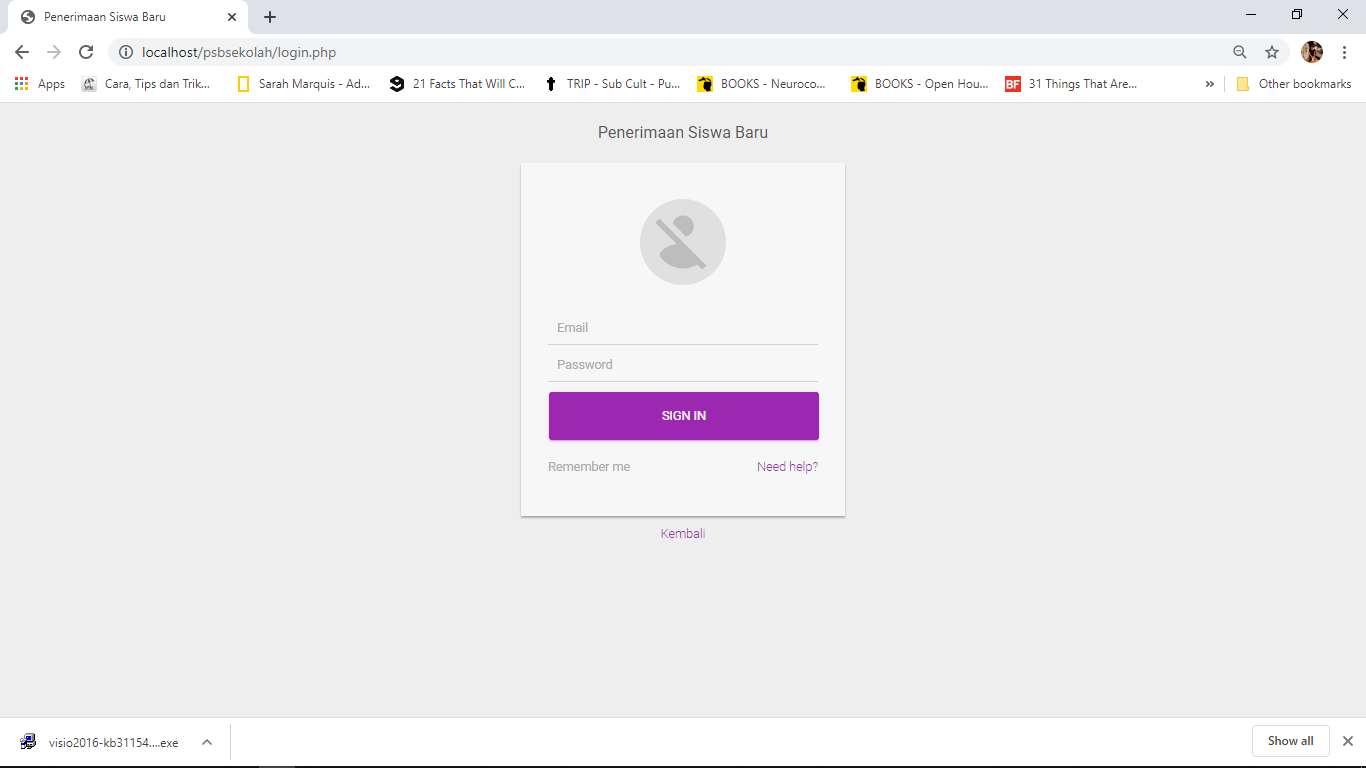 Penerimaan Siswa Baru
localhost/psbsekolah/login.php
Apps Cara, Tips dan Trik... Sarah Marquis - Ad... 21 Facts That Will C... TRIP - Sub Cult - Pu... BOOKS - Neuroco... BOOKS - Open Hou... BF 31 Things That Are... » Other bookmarks
Penerimaan Siswa Baru
Email
Password
SIGN IN
Remember me Need help?
Kembali
visio2016-kb31154....exe Show all